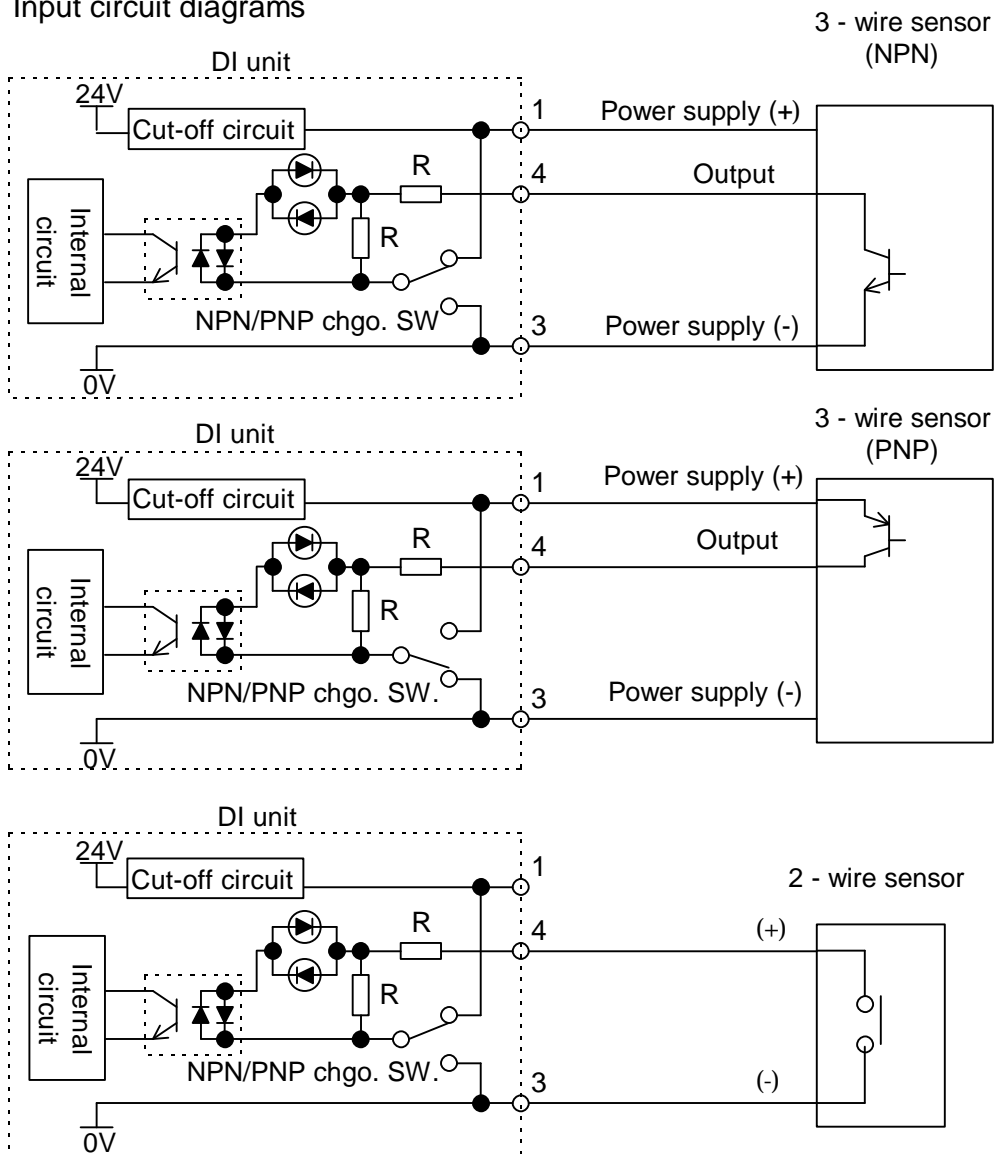 Input circuit diagrams
3 - wire sensor
(NPN)
DI unit
24V
Cut-off circuit
1
Power supply (+)
R
4
Output
Internal
circuit
R
NPN/PNP chgo. SW
3
Power supply (-)
0V
3 - wire sensor
(PNP)
DI unit
24V
Cut-off circuit
1
Power supply (+)
R
4
Output
Internal
circuit
R
NPN/PNP chgo. SW.
3
Power supply (-)
0V
DI unit
24V
Cut-off circuit
1
2 - wire sensor
R
4
(+)
Internal
circuit
R
NPN/PNP chgo. SW.
3
(-)
0V